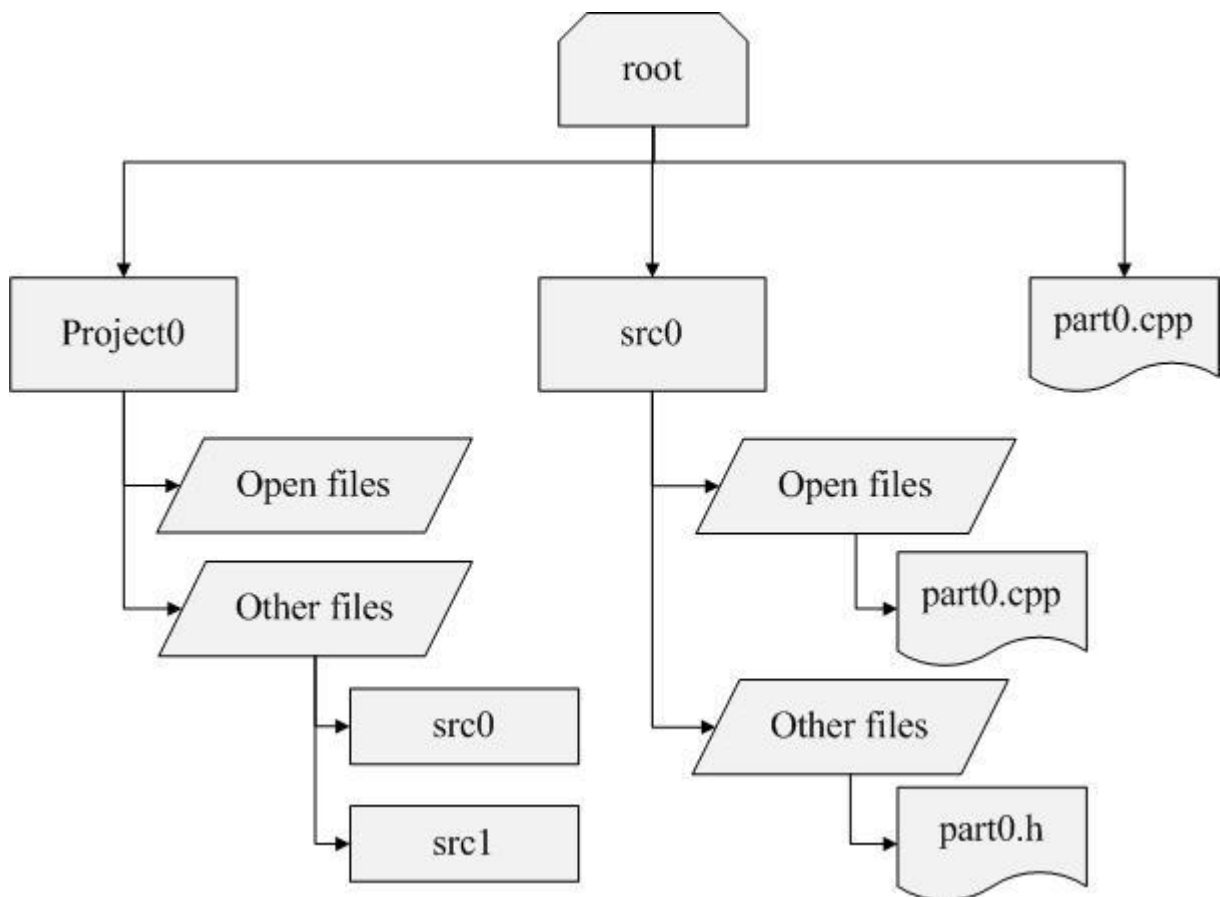 root
Project0
src0
part0.cpp
Open files
Open files
part0.cpp
Other files
Other files
src0
src1
part0.h